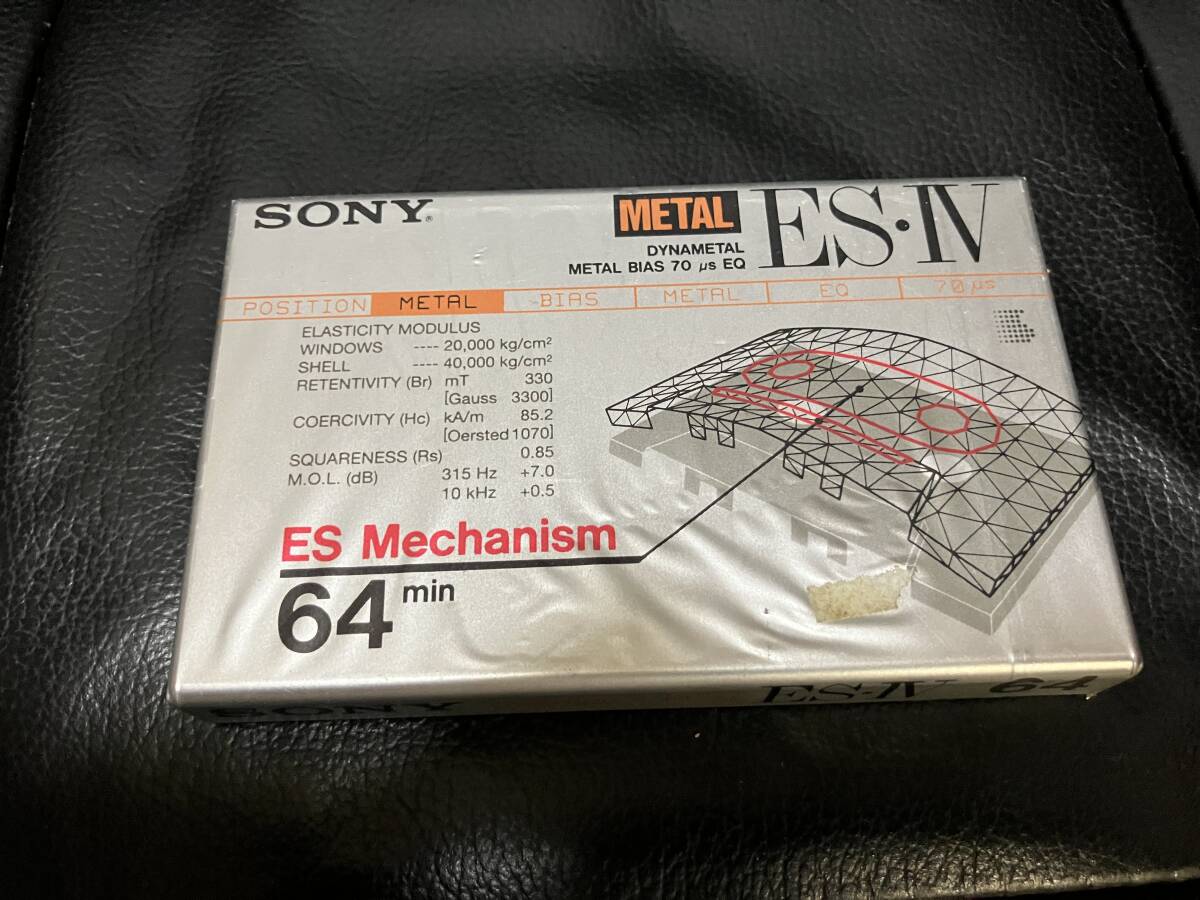 SONY®
METAL ES·IV
DYNAMETAL
METAL BIAS 70 μs EQ
POSITION METAL BIAS METAL EQ 70 μs
ELASTICITY MODULUS
WINDOWS ---- 20,000 kg/cm²
SHELL ---- 40,000 kg/cm²
RETENTIVITY (Br) mT 330
[Gauss 3300]
COERCIVITY (Hc) kA/m 85.2
[Oersted 1070]
SQUARENESS (Rs) 0.85
M.O.L. (dB) 315 Hz +7.0
10 kHz +0.5
ES Mechanism
64 min
SONY ES·IV 64